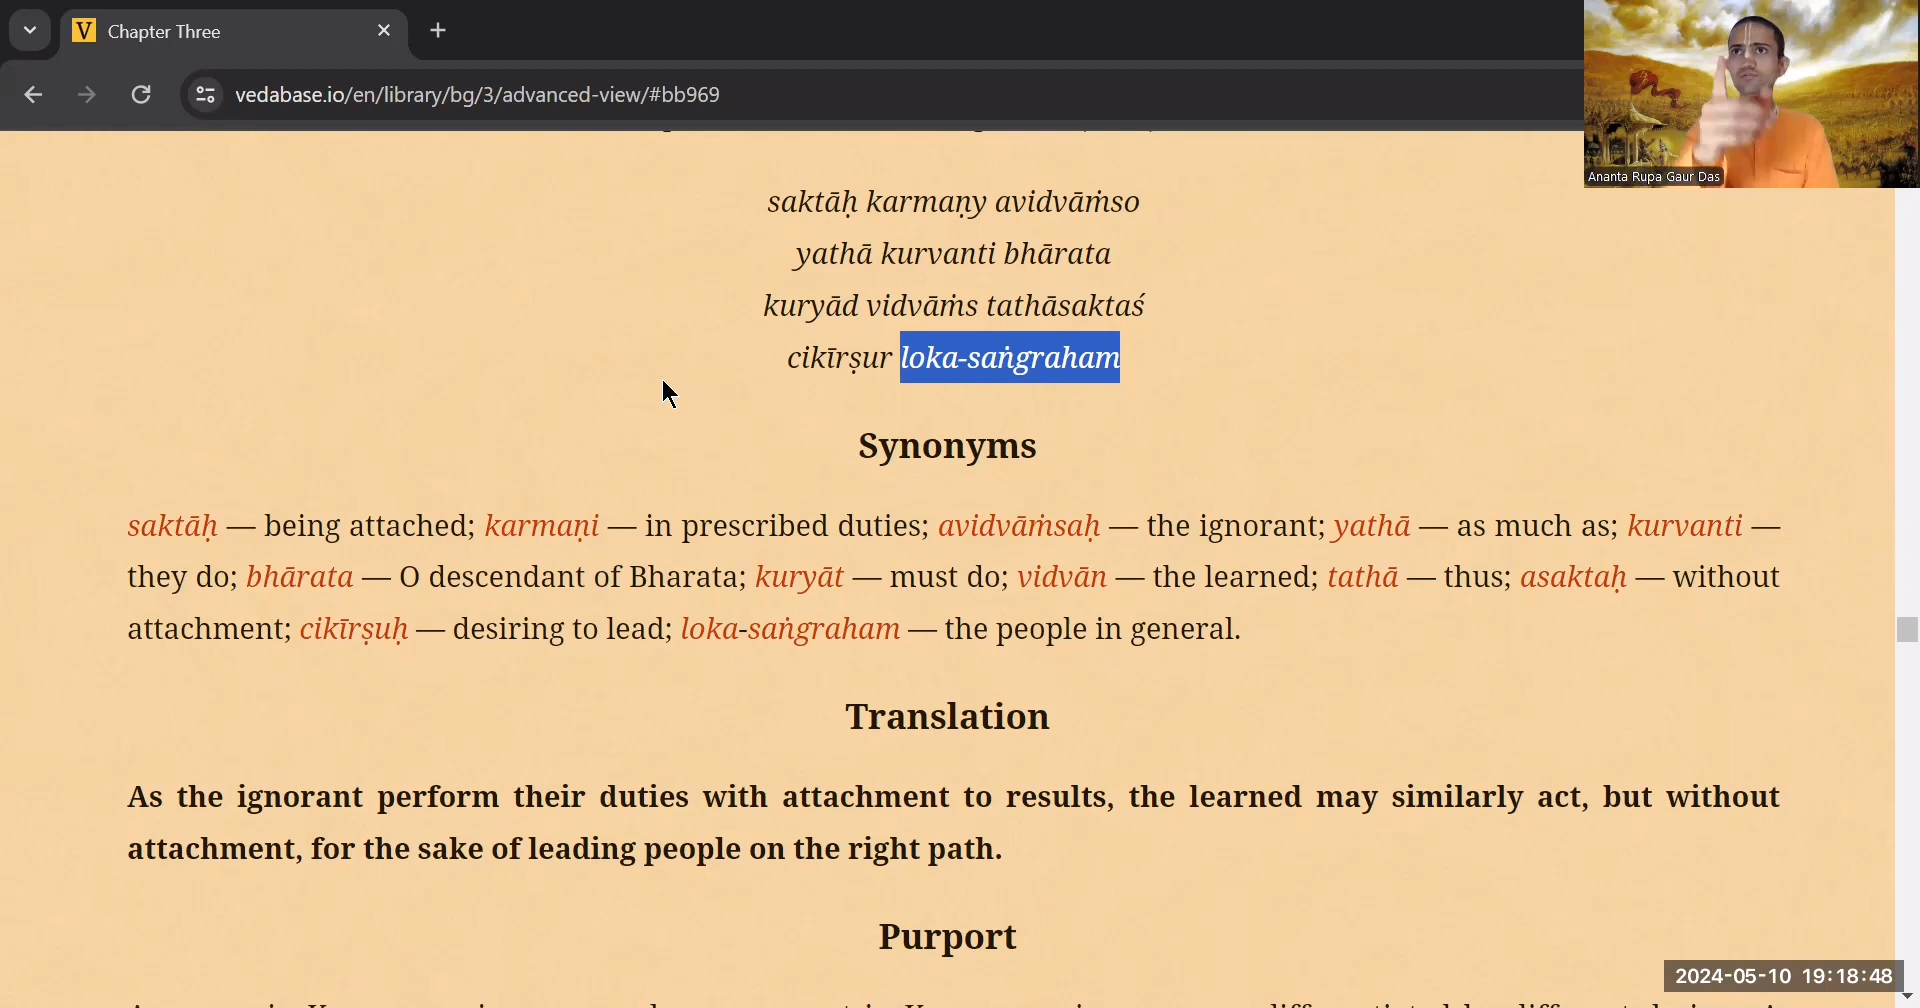 Chapter Three
vedabase.io/en/library/bg/3/advanced-view/#bb969
Ananta Rupa Gaur Das
saktāḥ karmaṇy avidvāṁso
yathā kurvanti bhārata
kuryād vidvāṁs tathāsaktaś
cikīrṣur loka-saṅgraham
Synonyms
saktāḥ — being attached; karmaṇi — in prescribed duties; avidvāṁsaḥ — the ignorant; yathā — as much as; kurvanti —
they do; bhārata — O descendant of Bharata; kuryāt — must do; vidvān — the learned; tathā — thus; asaktaḥ — without
attachment; cikīrṣuḥ — desiring to lead; loka-saṅgraham — the people in general.
Translation
As the ignorant perform their duties with attachment to results, the learned may similarly act, but without
attachment, for the sake of leading people on the right path.
Purport
2024-05-10 19:18:48